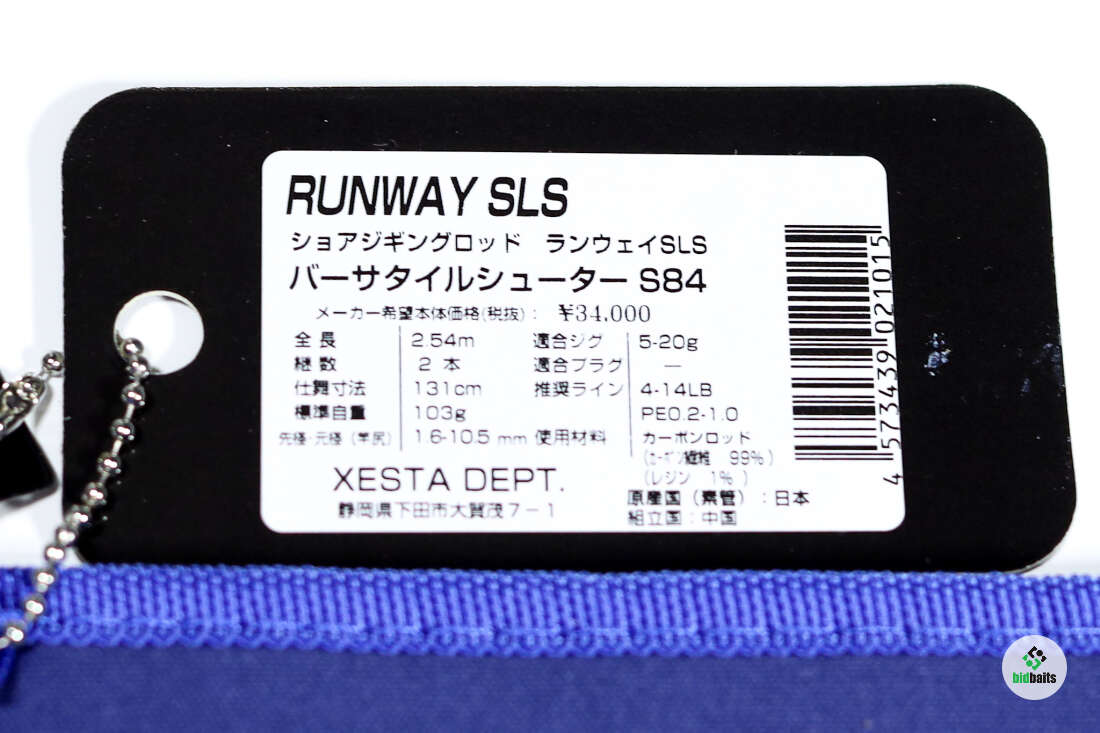 RUNWAY SLS
ショアジギングロッド ランウェイSLS
バーサタイルシューター S84
メーカー希望本体価格(税抜): ¥34,000
全長 2.54m 適合ジグ 5-20g
継数 2 本 適合プラグ —
仕舞寸法 131cm 推奨ライン 4-14LB
標準自重 103g PE0.2-1.0
先径・元径(竿尻) 1.6-10.5 mm 使用材料 カーボンロッド
(カーボン繊維 99%)
(レジン 1%)
XESTA DEPT.
静岡県下田市大賀茂7-1
原産国(素管):日本
組立国:中国
4 573439 021015
bidbaits